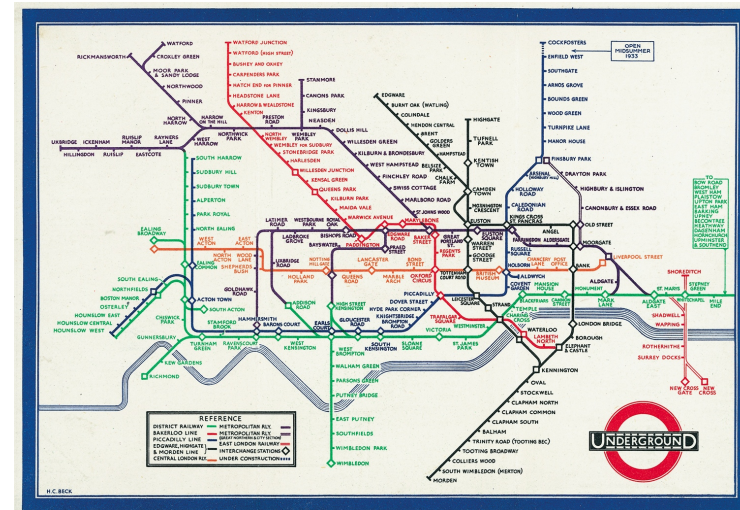 WATFORD
CROXLEY GREEN
RICKMANSWORTH
MOOR PARK
& SANDY LODGE
NORTHWOOD
PINNER
NORTH
HARROW
HARROW
ON THE HILL
WEST
HARROW
NORTHWICK
PARK
PRESTON
ROAD
WEMBLEY
PARK
UXBRIDGE
ICKENHAM
RUISLIP
MANOR
RAYNERS
LANE
HILLINGDON
RUISLIP
EASTCOTE
WATFORD JUNCTION
WATFORD (HIGH STREET)
BUSHEY AND OXHEY
CARPENDERS PARK
HATCH END FOR PINNER
HEADSTONE LANE
HARROW & WEALDSTONE
KENTON
NORTH
WEMBLEY
WEMBLEY FOR SUDBURY
STONEBRIDGE PARK
HARLESDEN
WILLESDEN JUNCTION
KENSAL GREEN
QUEENS PARK
KILBURN PARK
MAIDA VALE
WARWICK AVENUE
PADDINGTON
STANMORE
CANONS PARK
KINGSBURY
NEASDEN
DOLLIS HILL
WILLESDEN GREEN
KILBURN & BRONDESBURY
WEST HAMPSTEAD
FINCHLEY ROAD
SWISS COTTAGE
MARLBORO ROAD
ST JOHNS WOOD
MARYLEBONE
EDGWARE
BURNT OAK (WATLING)
COLINDALE
HENDON CENTRAL
BRENT
GOLDERS
GREEN
HAMPSTEAD
BELSIZE
PARK
CHALK
FARM
HIGHGATE
TUFNELL
PARK
KENTISH
TOWN
CAMDEN
TOWN
MORNINGTON
CRESCENT
EUSTON
COCKFOSTERS
OPEN
MIDSUMMER
1933
ENFIELD WEST
SOUTHGATE
ARNOS GROVE
BOUNDS GREEN
WOOD GREEN
TURNPIKE LANE
MANOR HOUSE
FINSBURY PARK
ARSENAL
(HIGHBURY HILL)
DRAYTON PARK
HOLLOWAY
ROAD
HIGHBURY & ISLINGTON
CALEDONIAN
ROAD
CANONBURY & ESSEX ROAD
KINGS CROSS
ST. PANCRAS
ANGEL
OLD STREET
MOORGATE
FARRINGDON
ALDERSGATE
LIVERPOOL STREET
TO
BOW ROAD
BROMLEY
WEST HAM
PLAISTOW
UPTON PARK
EAST HAM
BARKING
UPNEY
BECONTREE
HEATHWAY
DAGENHAM
HORNCHURCH
UPMINSTER
& SOUTHEND
SOUTH HARROW
SUDBURY HILL
SUDBURY TOWN
ALPERTON
PARK ROYAL
NORTH EALING
EALING
BROADWAY
WEST
ACTON
EAST
ACTON
NORTH
ACTON
WOOD
LANE
EALING
COMMON
SHEPHERDS
BUSH
LATIMER
ROAD
LADBROKE
GROVE
WESTBOURNE
PARK
ROYAL
OAK
BISHOPS ROAD
BAYSWATER
EDGWARE
ROAD
PRAED
STREET
BAKER
STREET
GREAT
PORTLAND
ST.
REGENTS
PARK
EUSTON
SQUARE
WARREN
STREET
GOODGE
STREET
RUSSELL
SQUARE
UXBRIDGE
ROAD
HOLLAND
PARK
NOTTING
HILL GATE
QUEENS
ROAD
LANCASTER
GATE
MARBLE
ARCH
BOND
STREET
OXFORD
CIRCUS
TOTTENHAM
COURT ROAD
BRITISH
MUSEUM
HOLBORN
CHANCERY
LANE
POST
OFFICE
BANK
ALDWYCH
COVENT
GARDEN
SOUTH EALING
NORTHFIELDS
BOSTON MANOR
OSTERLEY
HOUNSLOW EAST
HOUNSLOW CENTRAL
HOUNSLOW WEST
ACTON TOWN
SOUTH ACTON
CHISWICK
PARK
GUNNERSBURY
KEW GARDENS
RICHMOND
TURNHAM
GREEN
STAMFORD
BROOK
RAVENSCOURT
PARK
GOLDHAWK
ROAD
HAMMERSMITH
BARONS COURT
WEST
KENSINGTON
ADDISON
ROAD
HIGH STREET
KENSINGTON
EARLS
COURT
GLOUCESTER
ROAD
SOUTH
KENSINGTON
SLOANE
SQUARE
VICTORIA
ST. JAMES
PARK
WESTMINSTER
PICCADILLY
DOVER STREET
HYDE PARK CORNER
KNIGHTSBRIDGE
BROMPTON
ROAD
TRAFALGAR
SQUARE
LEICESTER
SQUARE
STRAND
CHARING
CROSS
TEMPLE
BLACKFRIARS
MANSION
HOUSE
CANNON
STREET
MONUMENT
MARK
LANE
ALDGATE
ALDGATE
EAST
ST. MARYS
WHITECHAPEL
STEPNEY
GREEN
MILE
END
SHOREDITCH
SHADWELL
WAPPING
ROTHERHITHE
SURREY DOCKS
NEW CROSS
GATE
NEW
CROSS
WATERLOO
LAMBETH
NORTH
ELEPHANT
& CASTLE
LONDON BRIDGE
BOROUGH
KENNINGTON
OVAL
STOCKWELL
CLAPHAM NORTH
CLAPHAM COMMON
CLAPHAM SOUTH
BALHAM
TRINITY ROAD (TOOTING BEC)
TOOTING BROADWAY
COLLIERS WOOD
SOUTH WIMBLEDON (MERTON)
MORDEN
WEST
BROMPTON
WALHAM GREEN
PARSONS GREEN
PUTNEY BRIDGE
EAST PUTNEY
SOUTHFIELDS
WIMBLEDON PARK
WIMBLEDON
REFERENCE
DISTRICT RAILWAY
METROPOLITAN RLY.
BAKERLOO LINE
METROPOLITAN RLY.
(GREAT NORTHERN & CITY SECTION)
PICCADILLY LINE
EAST LONDON RAILWAY
EDGWARE, HIGHGATE
& MORDEN LINE
INTERCHANGE STATIONS
CENTRAL LONDON RLY.
UNDER CONSTRUCTION
UNDERGROUND
H.C. BECK